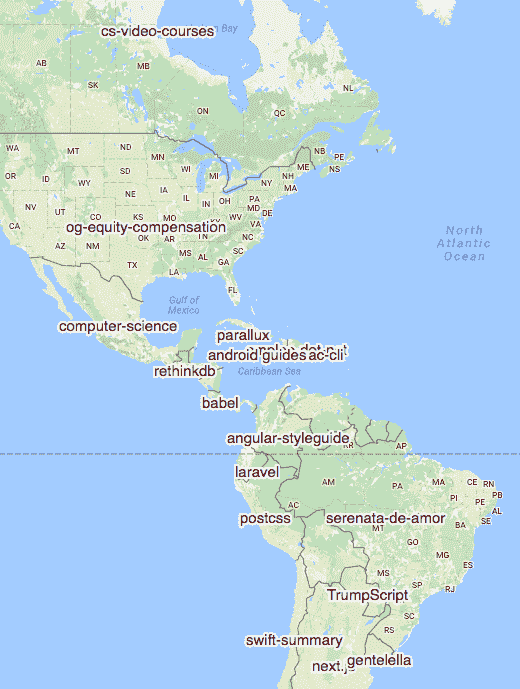 cs-video-courses
Bay
AB
MB
SK
NL
ON
QC
NB
WA
MT
ND
MN
ME
PE
NS
OR
ID
SD
WI
MI
NH
NY
MA
WY
IA
PA
NV
NE
IL
IN
OH
MD
DE
UT
CO
KS
MO
WV
VA
CA
og-equity-compensation
North
Atlantic
Ocean
AZ
NM
OK
AR
TN
NC
SC
MS
AL
GA
TX
LA
FL
Gulf of
Mexico
computer-science
parallux
android guides
ac-cli
rethinkdb
Caribbean Sea
babel
angular-styleguide
RR
AP
laravel
AM
PA
MA
CE
RN
PB
PI
PE
AL
AC
SE
postcss
serenata-de-amor
BA
MT
GO
MG
ES
MS
SP
RJ
TrumpScript
SC
RS
swift-summary
next.js
gentelella